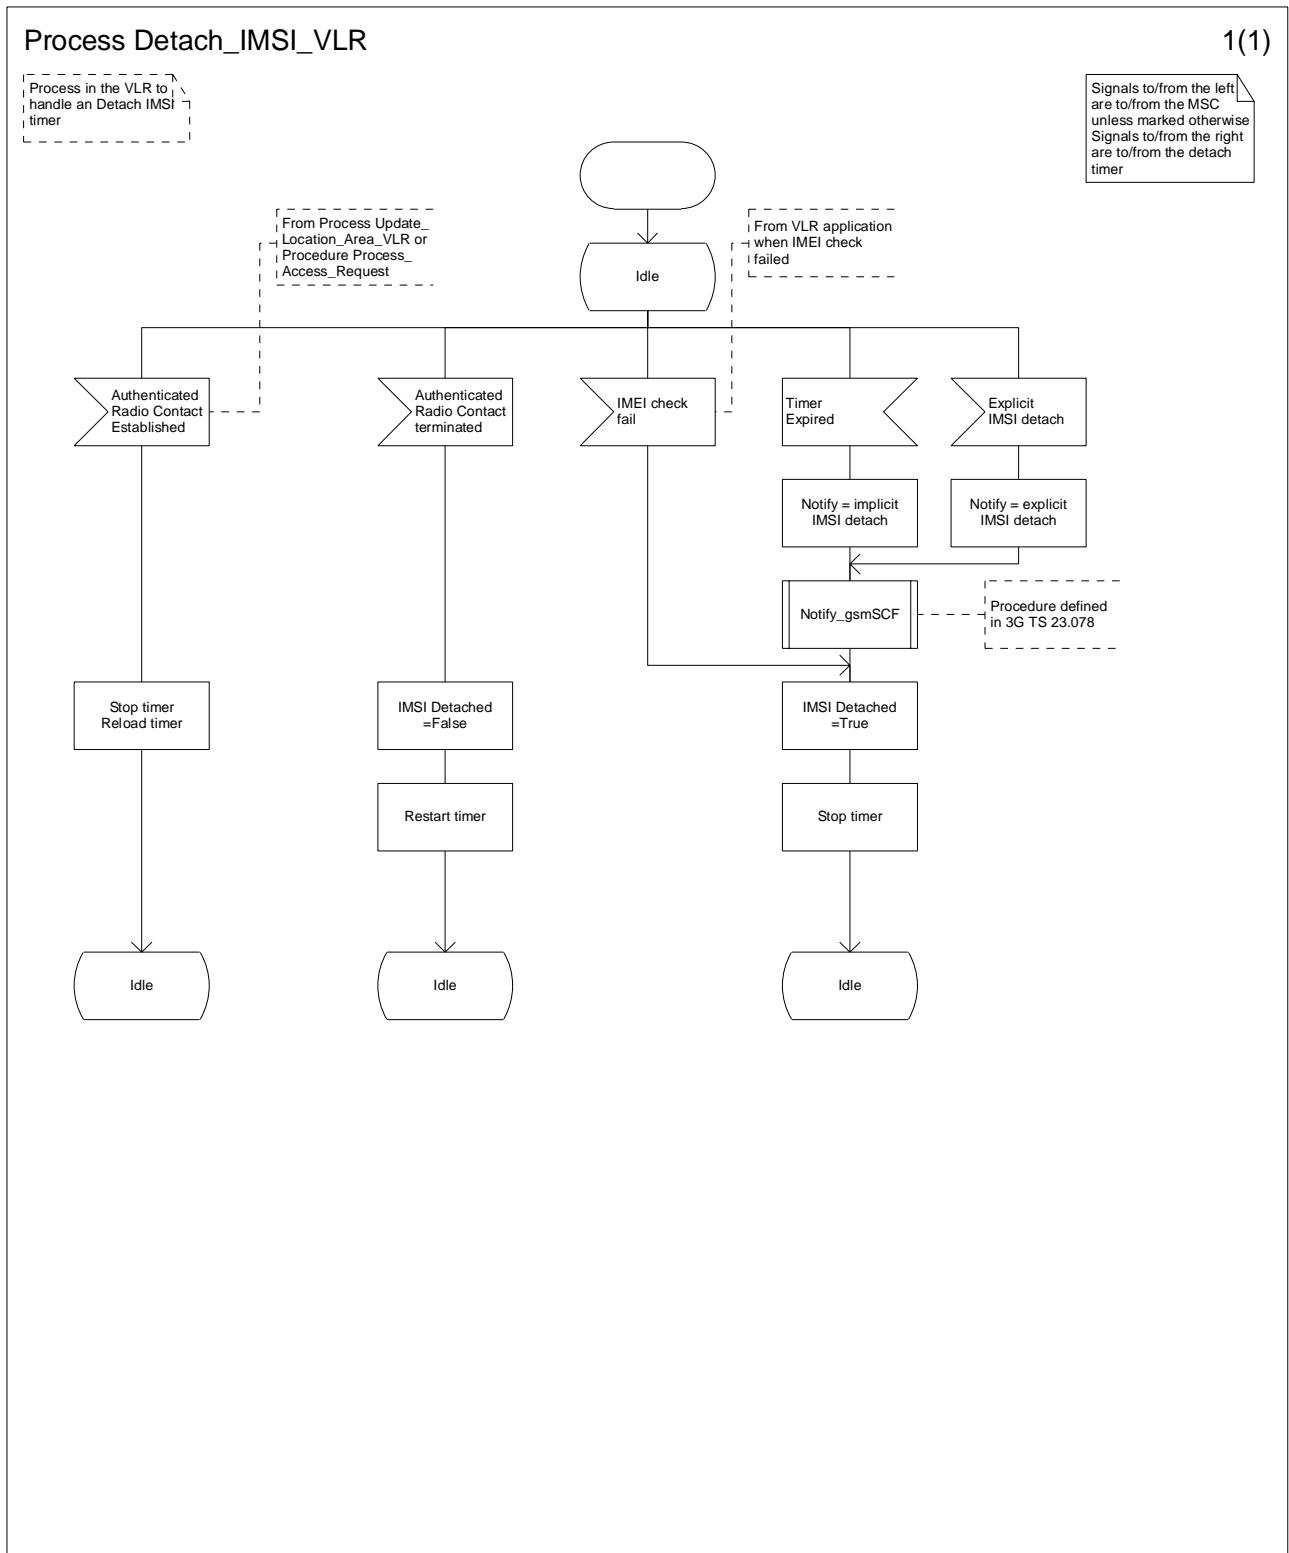 Process Detach_IMSI_VLR
1(1)
Process in the VLR to
handle an Detach IMSI
timer
Signals to/from the left
are to/from the MSC
unless marked otherwise
Signals to/from the right
are to/from the detach
timer
From Process Update_
Location_Area_VLR or
Procedure Process_
Access_Request
From VLR application
when IMEI check
failed
Idle
Authenticated
Radio Contact
Established
Authenticated
Radio Contact
terminated
IMEI check
fail
Timer
Expired
Explicit
IMSI detach
Notify = implicit
IMSI detach
Notify = explicit
IMSI detach
Notify_gsmSCF
Procedure defined
in 3G TS 23.078
Stop timer
Reload timer
IMSI Detached
=False
IMSI Detached
=True
Restart timer
Stop timer
Idle
Idle
Idle